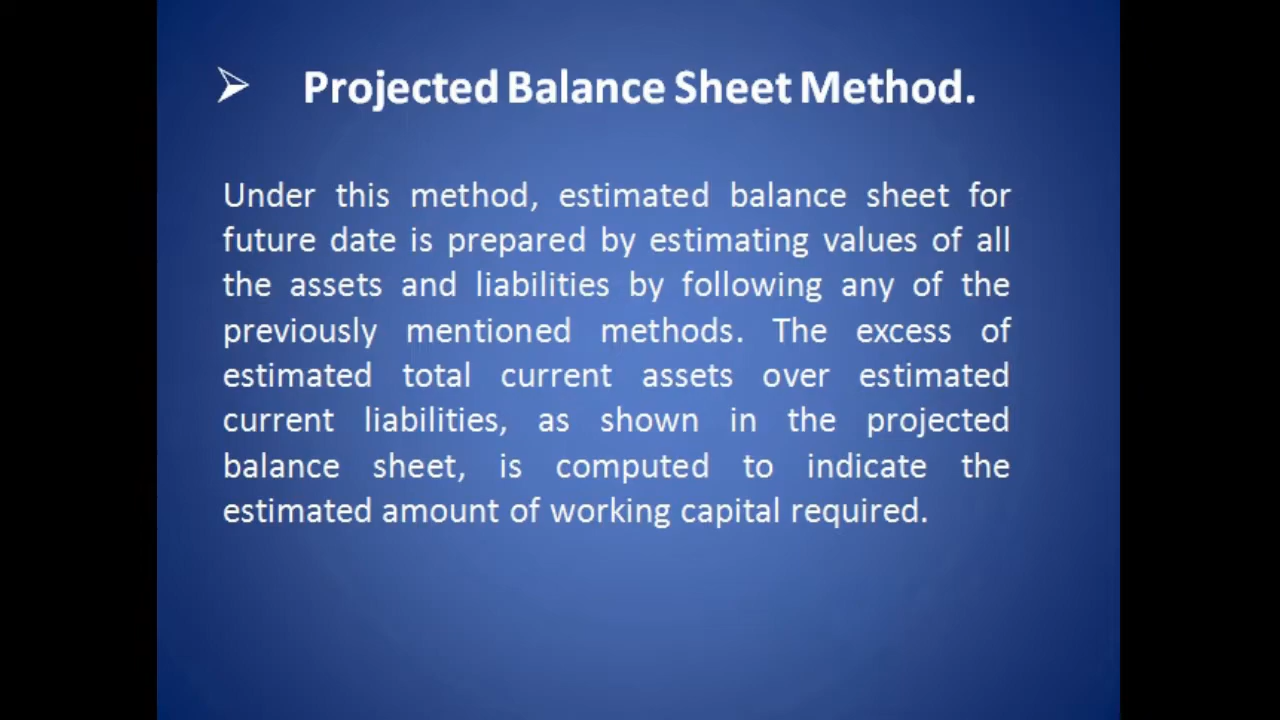 ➢ Projected Balance Sheet Method.
Under this method, estimated balance sheet for
future date is prepared by estimating values of all
the assets and liabilities by following any of the
previously mentioned methods. The excess of
estimated total current assets over estimated
current liabilities, as shown in the projected
balance sheet, is computed to indicate the
estimated amount of working capital required.